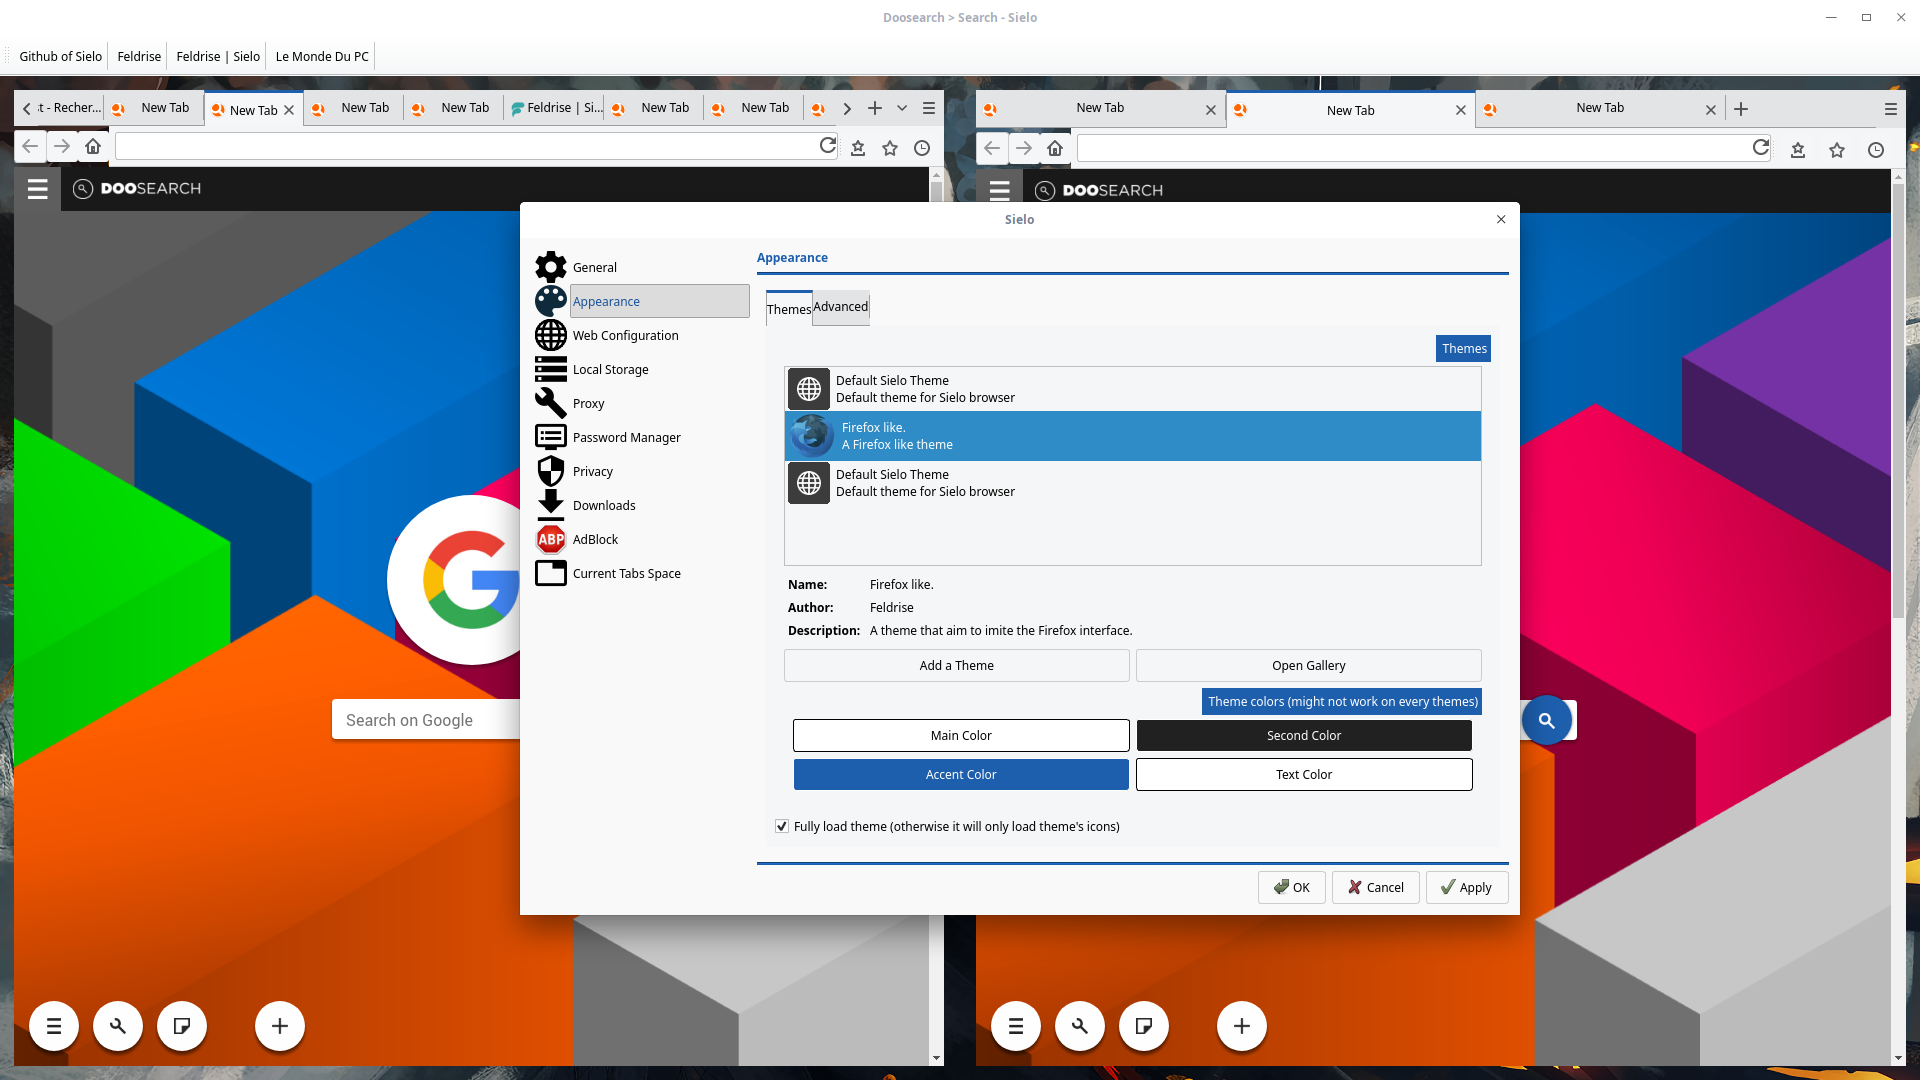 Doosearch > Search - Sielo
Github of Sielo
Feldrise
Feldrise | Sielo
Le Monde Du PC
:t - Recher...
New Tab
New Tab
New Tab
New Tab
Feldrise | Si...
New Tab
New Tab
New Tab
New Tab
New Tab
DOOSEARCH
DOOSEARCH
Sielo
General
Appearance
Web Configuration
Local Storage
Proxy
Password Manager
Privacy
Downloads
ABP
AdBlock
Current Tabs Space
Appearance
Themes
Advanced
Themes
Default Sielo Theme
Default theme for Sielo browser
Firefox like.
A Firefox like theme
Default Sielo Theme
Default theme for Sielo browser
Name: Firefox like.
Author: Feldrise
Description: A theme that aim to imite the Firefox interface.
Add a Theme
Open Gallery
Theme colors (might not work on every themes)
Main Color
Second Color
Accent Color
Text Color
Fully load theme (otherwise it will only load theme's icons)
OK
Cancel
Apply
Search on Google